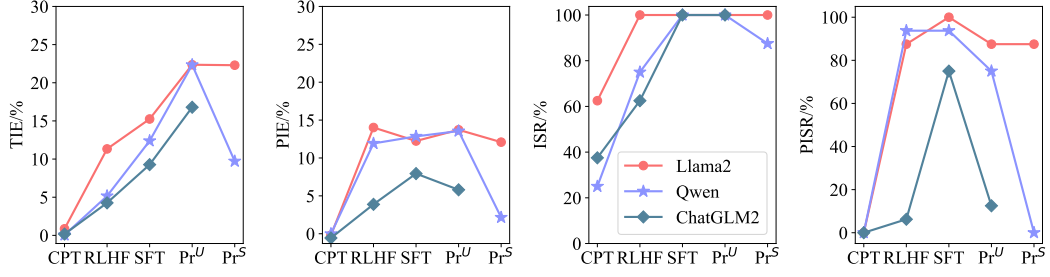 TIE/%
30
25
20
15
10
5
0
CPT RLHF SFT Pr^U Pr^S
PIE/%
30
25
20
15
10
5
0
CPT RLHF SFT Pr^U Pr^S
ISR/%
100
80
60
40
20
0
CPT RLHF SFT Pr^U Pr^S
Llama2
Qwen
ChatGLM2
PISR/%
100
80
60
40
20
0
CPT RLHF SFT Pr^U Pr^S